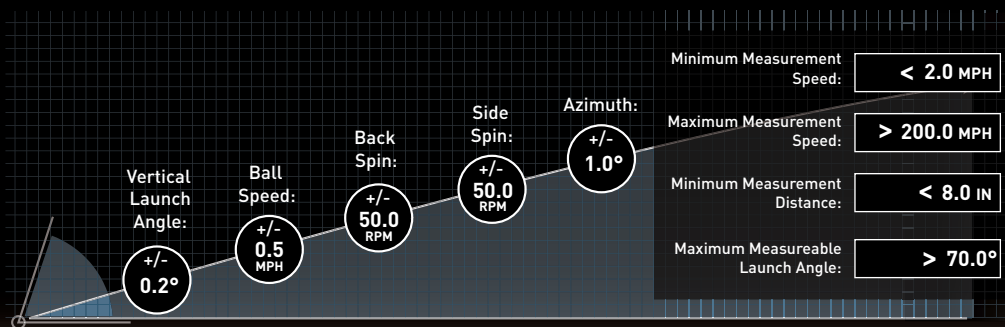 Vertical
Launch
Angle:
+/-
0.2°
Ball
Speed:
+/-
0.5
MPH
Back
Spin:
+/-
50.0
RPM
Side
Spin:
+/-
50.0
RPM
Azimuth:
+/-
1.0°
Minimum Measurement
Speed:
< 2.0 MPH
Maximum Measurement
Speed:
> 200.0 MPH
Minimum Measurement
Distance:
< 8.0 IN
Maximum Measureable
Launch Angle:
> 70.0°